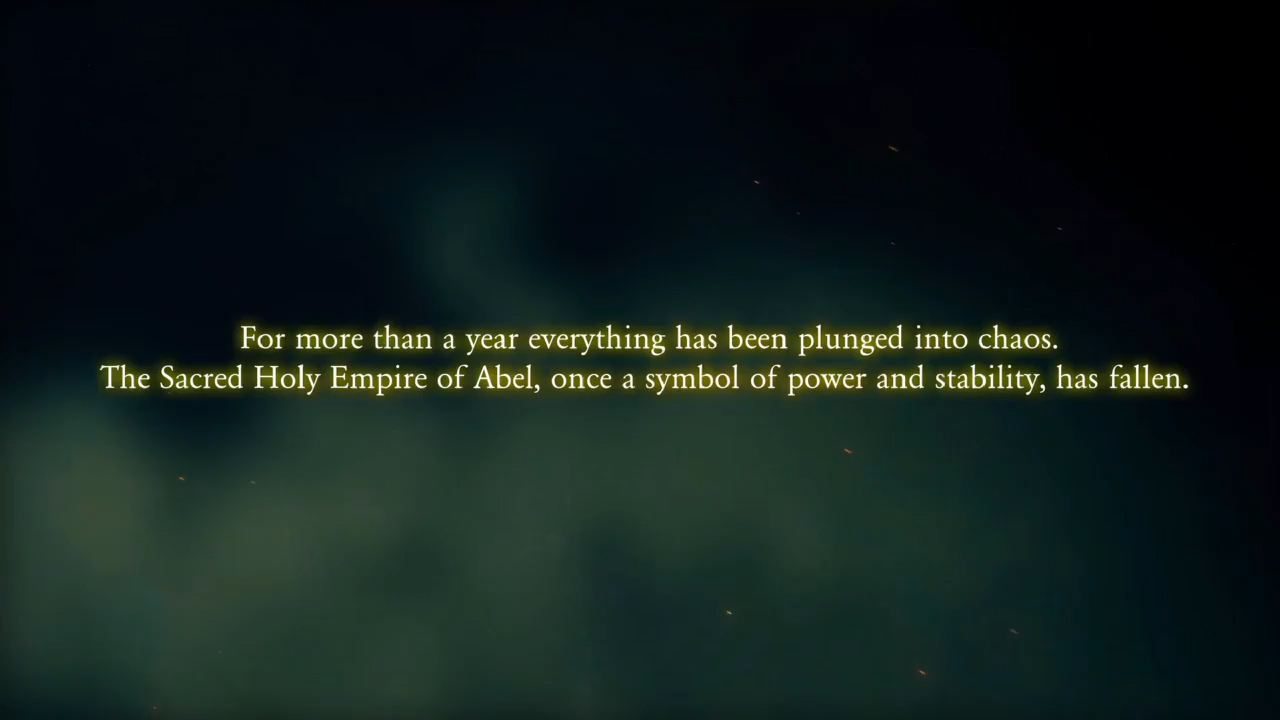 For more than a year everything has been plunged into chaos.
The Sacred Holy Empire of Abel, once a symbol of power and stability, has fallen.